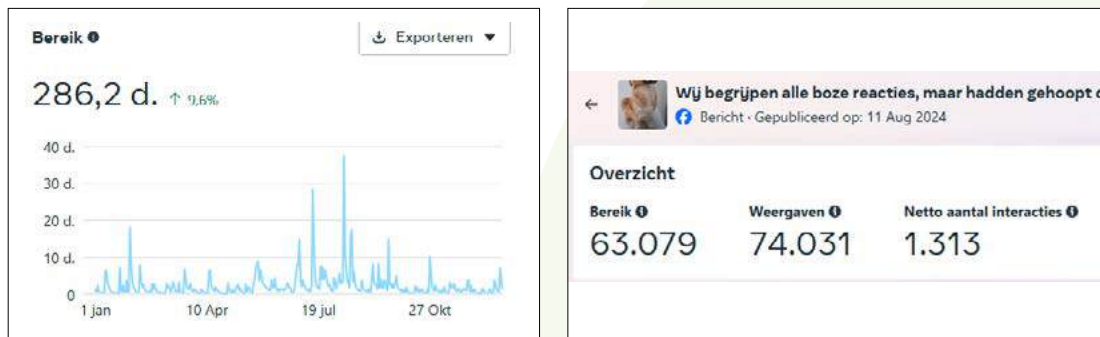 Bereik
Exporteren
286,2 d. ↑ 9,6%
40 d.
30 d.
20 d.
10 d.
0
1 jan 10 Apr 19 jul 27 Okt
Wij begrijpen alle boze reacties, maar hadden gehoopt
Bericht · Gepubliceerd op: 11 Aug 2024
Overzicht
Bereik Weergaven Netto aantal interacties
63.079 74.031 1.313